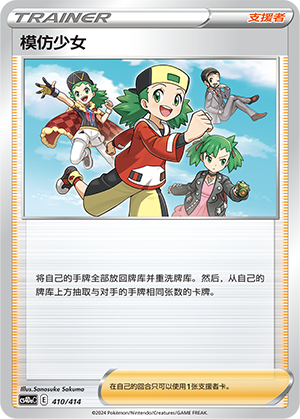 TRAINER
支援者
模仿少女
将自己的手牌全部放回牌库并重洗牌库。然后，从自己的
牌库上方抽取与对手的手牌相同张数的卡牌。
Illus.Sanosuke Sakuma
CS4DaC E 410/414
在自己的回合只可以使用1张支援者卡。
©2024 Pokémon/Nintendo/Creatures/GAME FREAK.